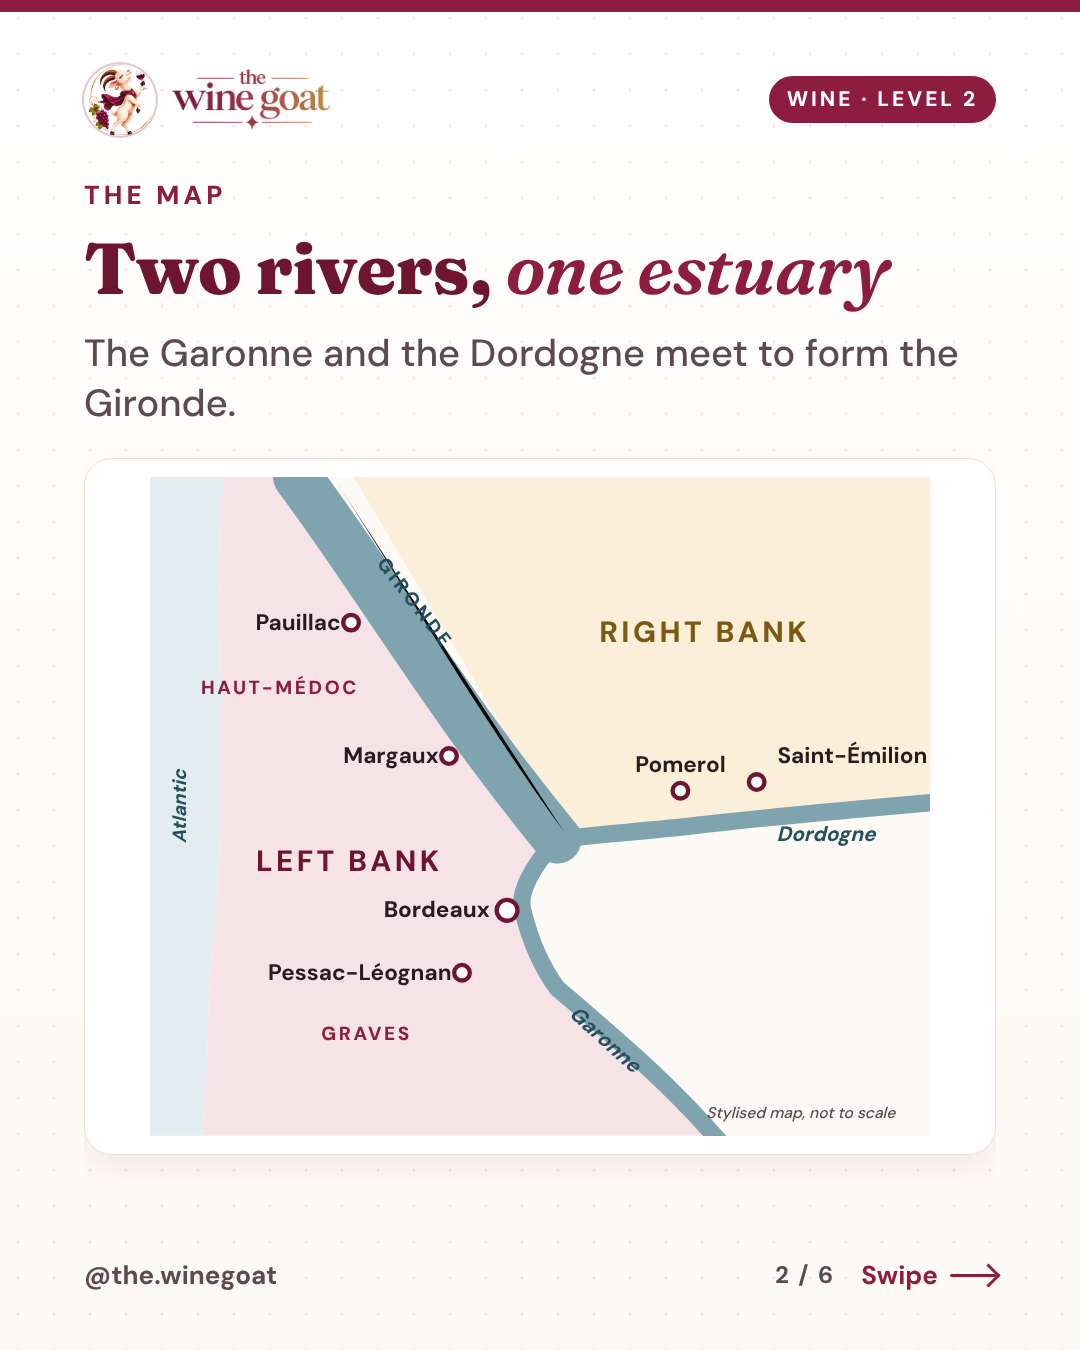 the
wine goat
WINE · LEVEL 2
THE MAP
Two rivers, one estuary
The Garonne and the Dordogne meet to form the
Gironde.
GIRONDE
Pauillac
RIGHT BANK
HAUT-MÉDOC
Margaux
Pomerol
Saint-Émilion
Atlantic
Dordogne
LEFT BANK
Bordeaux
Pessac-Léognan
Garonne
GRAVES
Stylised map, not to scale
@the.winegoat
2 / 6 Swipe